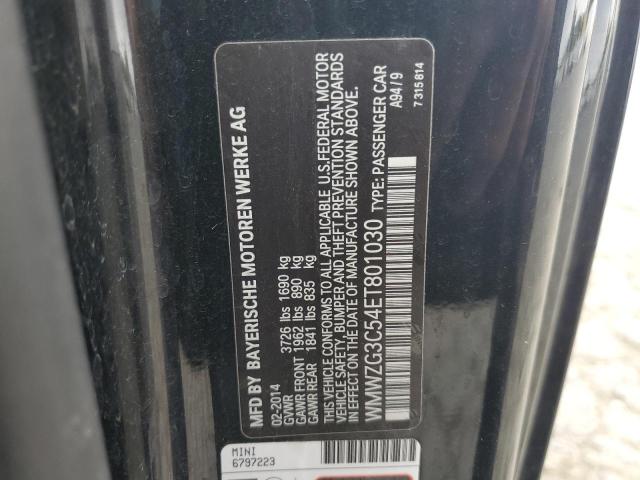 MFD BY BAYERISCHE MOTOREN WERKE AG
02-2014
GVWR 3726 lbs 1690 kg
GAWR FRONT 1962 lbs 890 kg
GAWR REAR 1841 lbs 835 kg
THIS VEHICLE CONFORMS TO ALL APPLICABLE U.S. FEDERAL MOTOR
VEHICLE SAFETY, BUMPER AND THEFT PREVENTION STANDARDS
IN EFFECT ON THE DATE OF MANUFACTURE SHOWN ABOVE.
WMWZG3C54ET801030 TYPE: PASSENGER CAR
A94/9
7 315 814
MINI
6797223